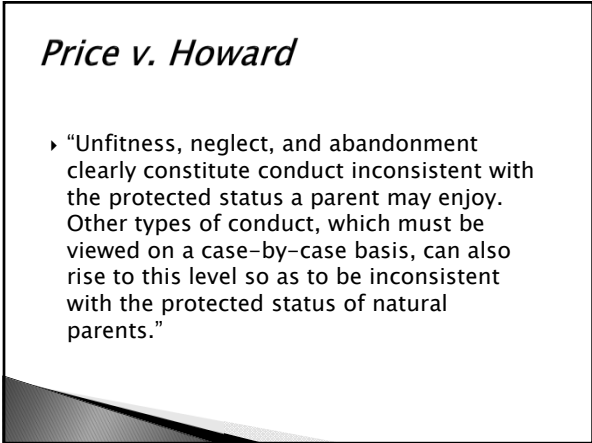 Price v. Howard
‣ “Unfitness, neglect, and abandonment
clearly constitute conduct inconsistent with
the protected status a parent may enjoy.
Other types of conduct, which must be
viewed on a case-by-case basis, can also
rise to this level so as to be inconsistent
with the protected status of natural
parents.”